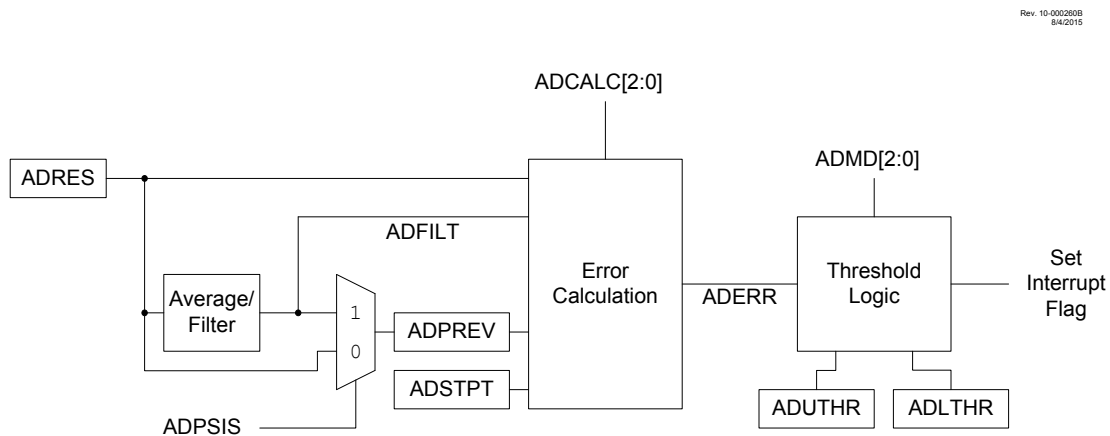 Rev. 10-000260B
8/4/2015
ADCALC[2:0]
ADMD[2:0]
ADRES
ADFILT
Average/
Filter
1
0
ADPREV
ADSTPT
ADPSIS
Error
Calculation
ADERR
Threshold
Logic
Set
Interrupt
Flag
ADUTHR
ADLTHR